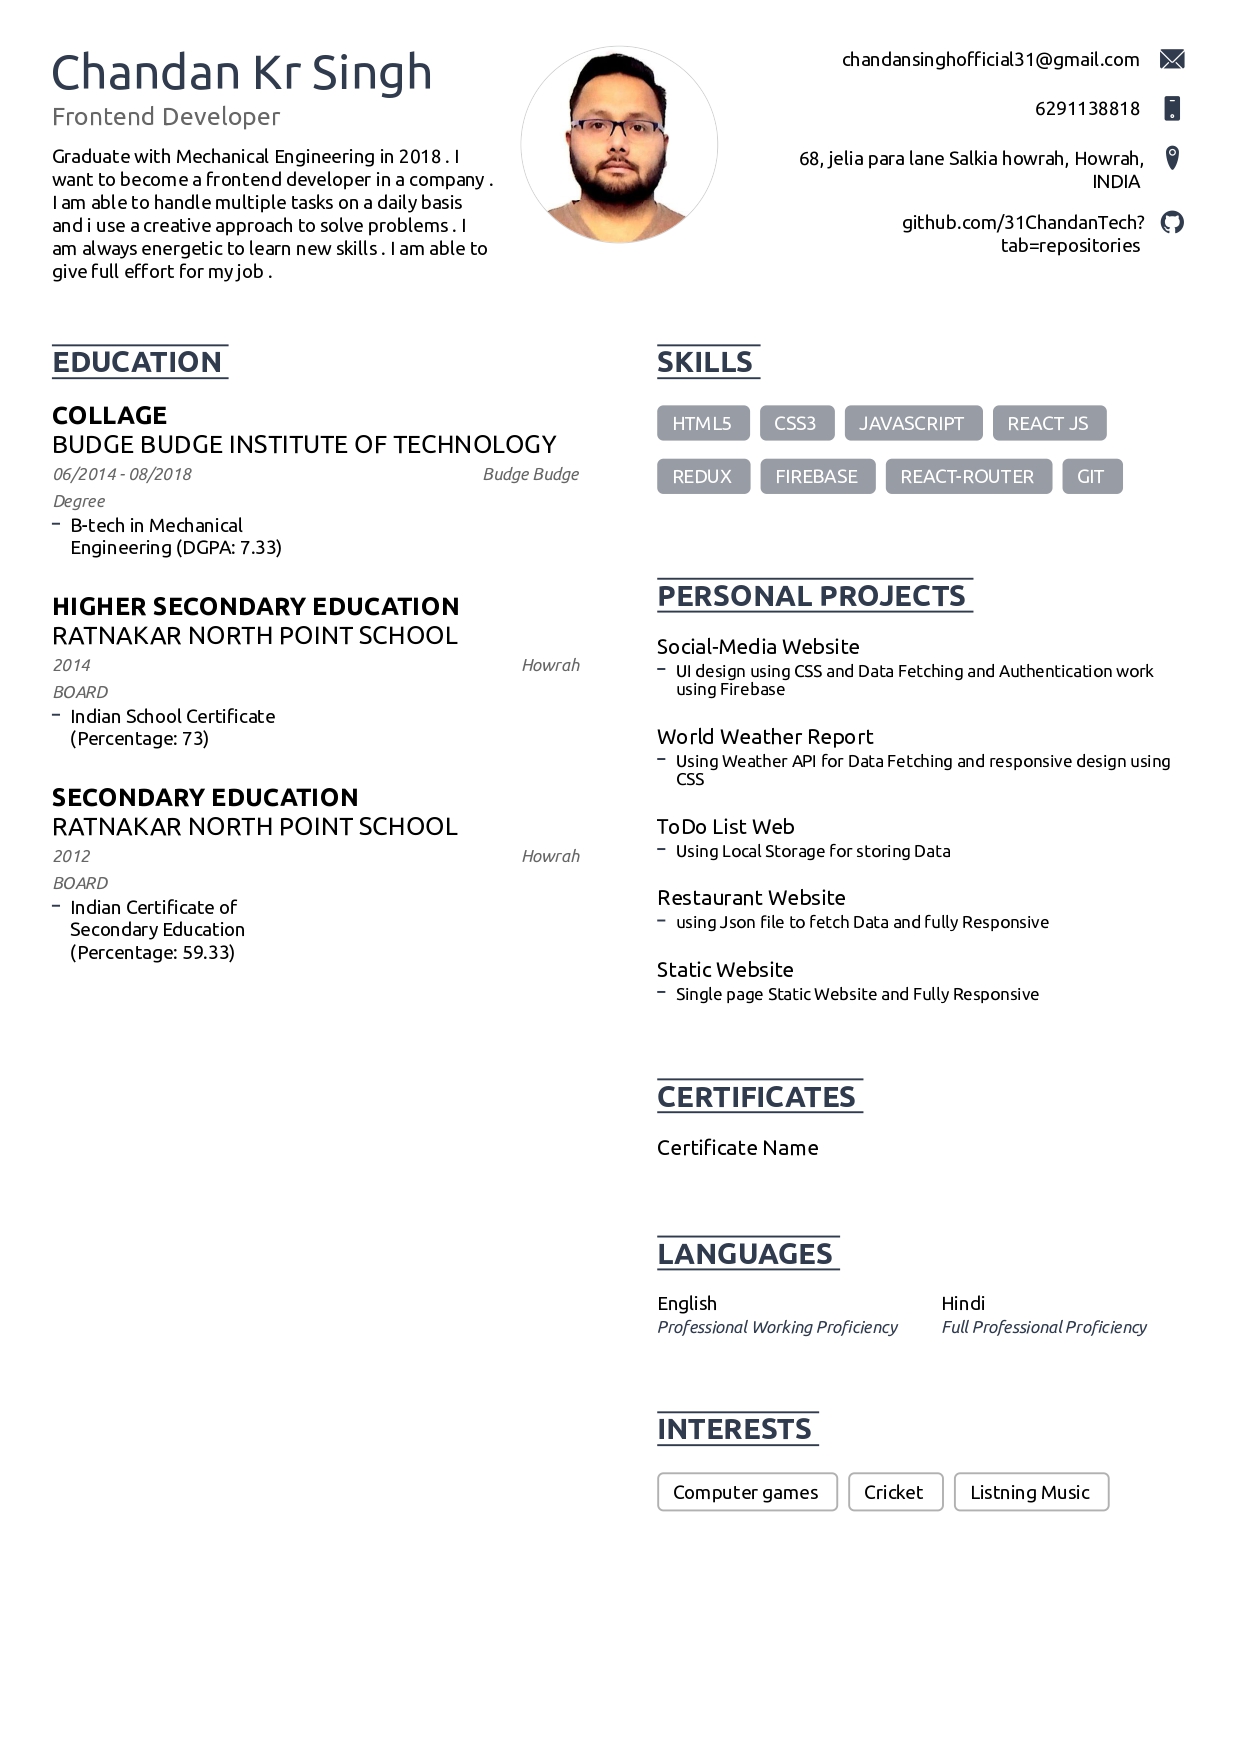 Chandan Kr Singh
Frontend Developer
Graduate with Mechanical Engineering in 2018 . I
want to become a frontend developer in a company .
I am able to handle multiple tasks on a daily basis
and i use a creative approach to solve problems . I
am always energetic to learn new skills . I am able to
give full effort for my job .
chandansinghofficial31@gmail.com
6291138818
68, jelia para lane Salkia howrah, Howrah,
INDIA
github.com/31ChandanTech?
tab=repositories
EDUCATION
COLLAGE
BUDGE BUDGE INSTITUTE OF TECHNOLOGY
06/2014 - 08/2018 Budge Budge
Degree
– B-tech in Mechanical
Engineering (DGPA: 7.33)
HIGHER SECONDARY EDUCATION
RATNAKAR NORTH POINT SCHOOL
2014 Howrah
BOARD
– Indian School Certificate
(Percentage: 73)
SECONDARY EDUCATION
RATNAKAR NORTH POINT SCHOOL
2012 Howrah
BOARD
– Indian Certificate of
Secondary Education
(Percentage: 59.33)
SKILLS
HTML5 CSS3 JAVASCRIPT REACT JS
REDUX FIREBASE REACT-ROUTER GIT
PERSONAL PROJECTS
Social-Media Website
– UI design using CSS and Data Fetching and Authentication work
using Firebase
World Weather Report
– Using Weather API for Data Fetching and responsive design using
CSS
ToDo List Web
– Using Local Storage for storing Data
Restaurant Website
– using Json file to fetch Data and fully Responsive
Static Website
– Single page Static Website and Fully Responsive
CERTIFICATES
Certificate Name
LANGUAGES
English Hindi
Professional Working Proficiency Full Professional Proficiency
INTERESTS
Computer games Cricket Listning Music